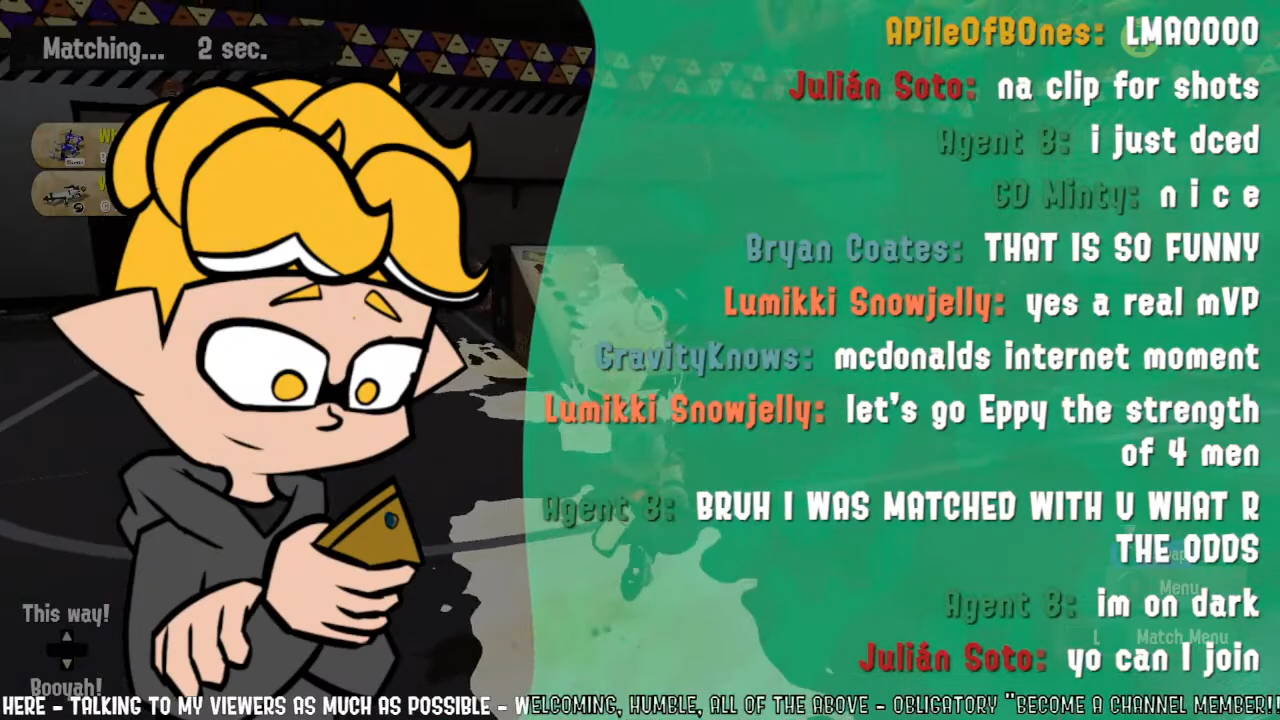 Matching... 2 sec.
APileOfBOnes: LMAOOOO
Julián Soto: na clip for shots
Agent 8: i just dced
CD Minty: n i c e
Bryan Coates: THAT IS SO FUNNY
Lumikki Snowjelly: yes a real mVP
GravityKnows: mcdonalds internet moment
Lumikki Snowjelly: let's go Eppy the strength
of 4 men
Agent 8: BRUH I WAS MATCHED WITH U WHAT R
THE ODDS
Agent 8: im on dark
Julián Soto: yo can I join
Menu
L Match Menu
This way!
Booyah!
HERE - TALKING TO MY VIEWERS AS MUCH AS POSSIBLE - WELCOMING, HUMBLE, ALL OF THE ABOVE - OBLIGATORY "BECOME A CHANNEL MEMBER!!